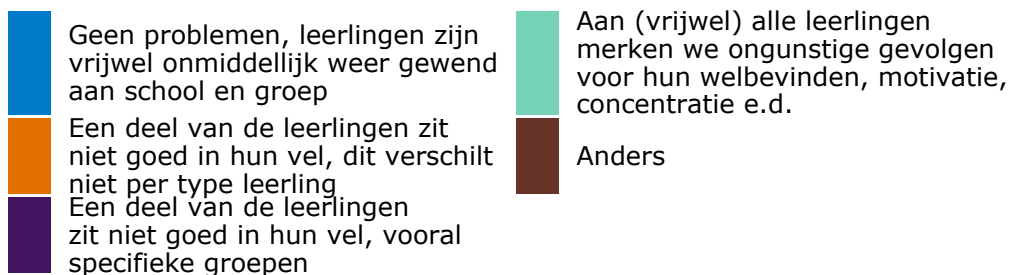 Geen problemen, leerlingen zijn
vrijwel onmiddellijk weer gewend
aan school en groep
Een deel van de leerlingen zit
niet goed in hun vel, dit verschilt
niet per type leerling
Een deel van de leerlingen
zit niet goed in hun vel, vooral
specifieke groepen
Aan (vrijwel) alle leerlingen
merken we ongunstige gevolgen
voor hun welbevinden, motivatie,
concentratie e.d.
Anders